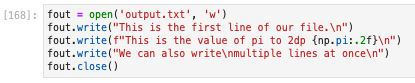 [168]: fout = open('output.txt', 'w')
fout.write("This is the first line of our file.\n")
fout.write(f"This is the value of pi to 2dp {np.pi:.2f}\n")
fout.write("We can also write\nmultiple lines at once\n")
fout.close()